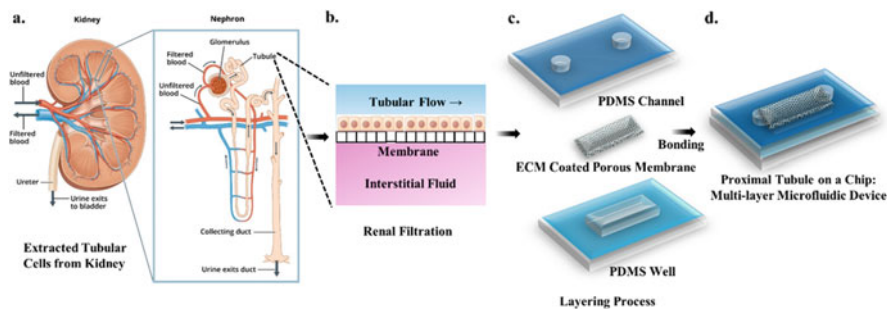 a.
Kidney
Nephron
Unfiltered
blood
Filtered
blood
Ureter
Urine exits
to bladder
Extracted Tubular
Cells from Kidney
Glomerulus
Filtered
blood
Tubule
Unfiltered
blood
Collecting duct
Urine exits duct
b.
Tubular Flow →
Membrane
Interstitial Fluid
Renal Filtration
c.
PDMS Channel
ECM Coated Porous Membrane
PDMS Well
Layering Process
Bonding
d.
Proximal Tubule on a Chip:
Multi-layer Microfluidic Device